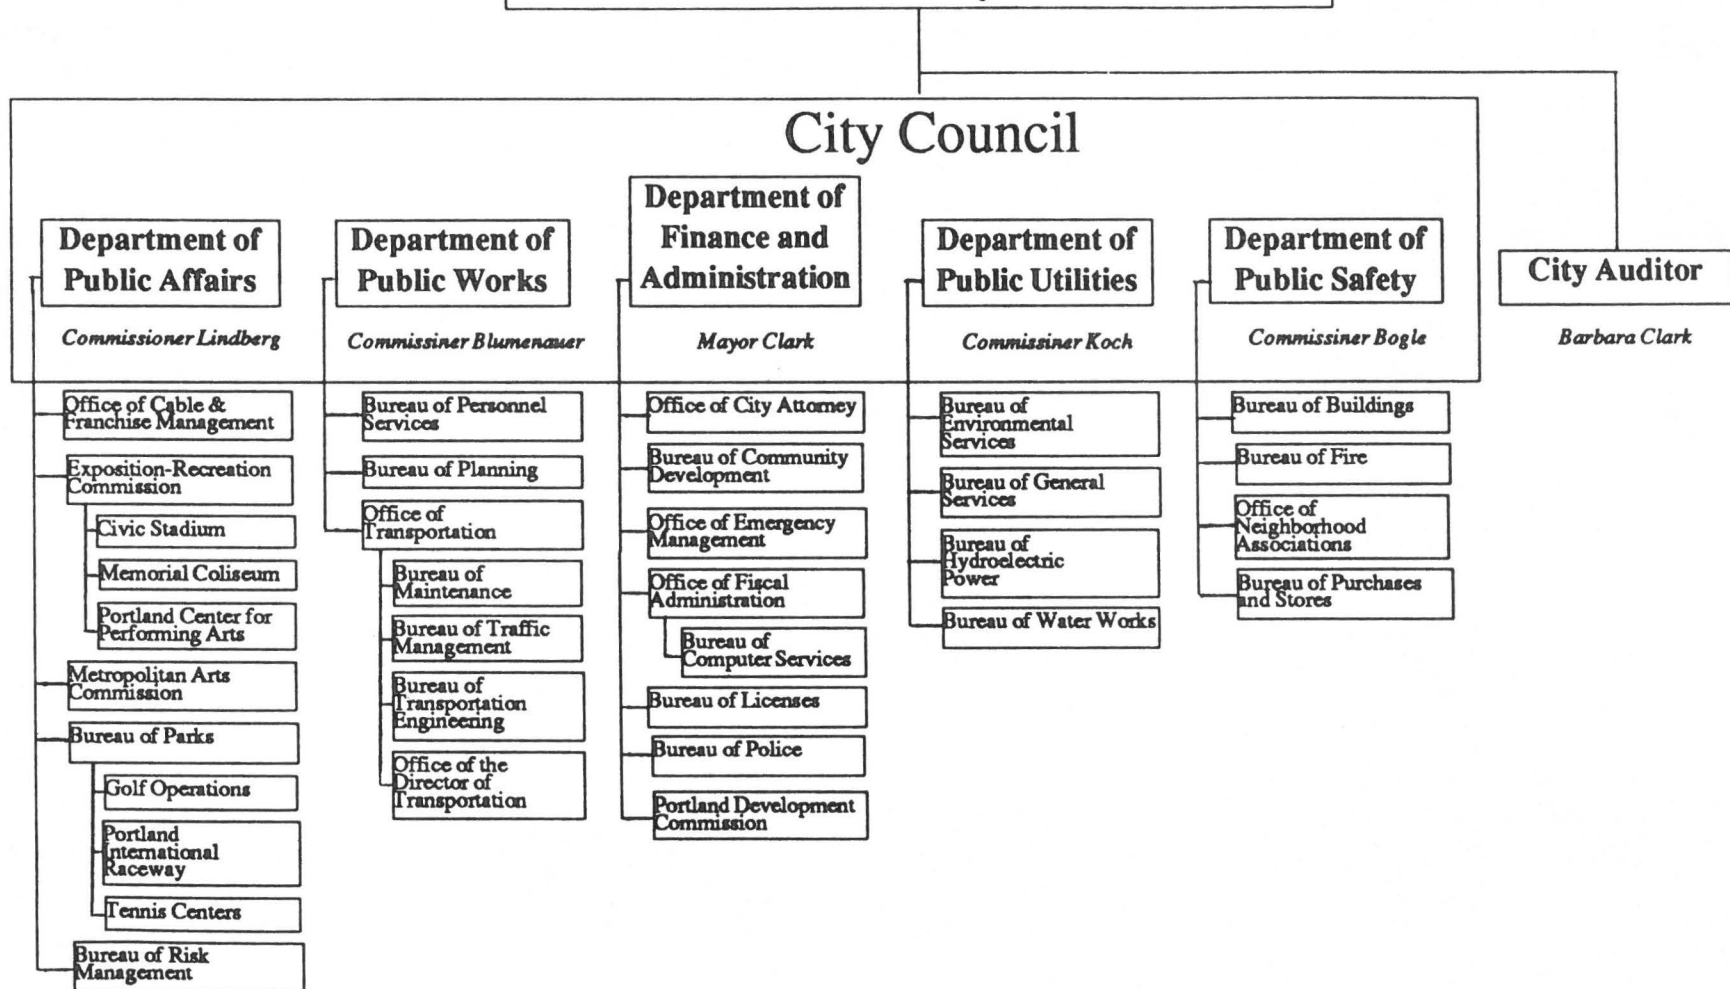 City Council
Department of
Public Affairs
Commissioner Lindberg
Office of Cable &
Franchise Management
Exposition-Recreation
Commission
Civic Stadium
Memorial Coliseum
Portland Center for
Performing Arts
Metropolitan Arts
Commission
Bureau of Parks
Golf Operations
Portland
International
Raceway
Tennis Centers
Bureau of Risk
Management
Department of
Public Works
Commissiner Blumenauer
Bureau of Personnel
Services
Bureau of Planning
Office of
Transportation
Bureau of
Maintenance
Bureau of Traffic
Management
Bureau of
Transportation
Engineering
Office of the
Director of
Transportation
Department of
Finance and
Administration
Mayor Clark
Office of City Attorney
Bureau of Community
Development
Office of Emergency
Management
Office of Fiscal
Administration
Bureau of
Computer Services
Bureau of Licenses
Bureau of Police
Portland Development
Commission
Department of
Public Utilities
Commissiner Koch
Bureau of
Environmental
Services
Bureau of General
Services
Bureau of
Hydroelectric
Power
Bureau of Water Works
Department of
Public Safety
Commissiner Bogle
Bureau of Buildings
Bureau of Fire
Office of
Neighborhood
Associations
Bureau of Purchases
and Stores
City Auditor
Barbara Clark